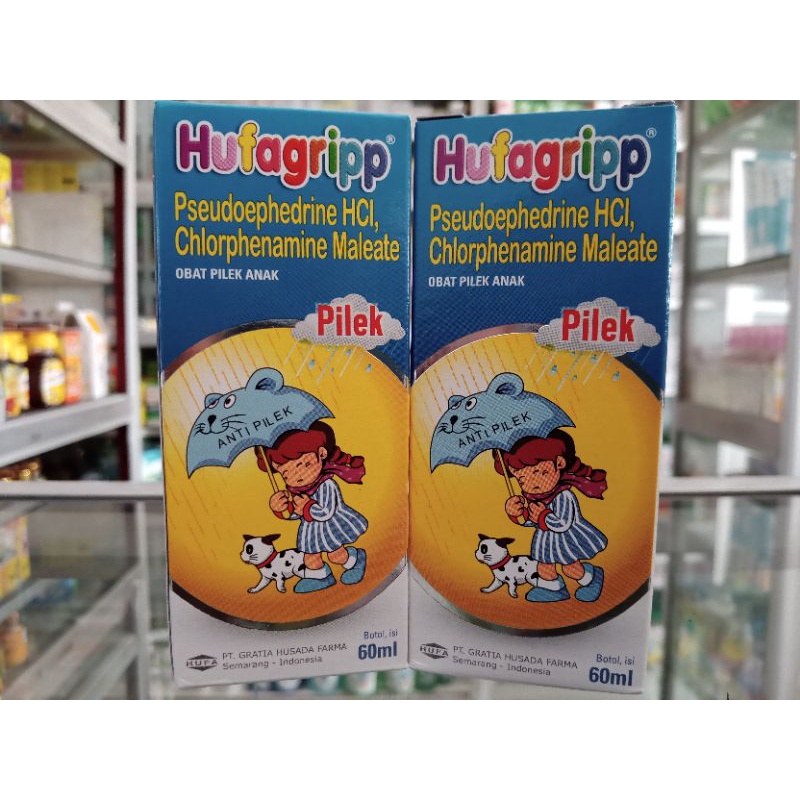 Hufagripp®
Pseudoephedrine HCl,
Chlorphenamine Maleate
OBAT PILEK ANAK
Pilek
ANTI PILEK
HUFA
PT. GRATIA HUSADA FARMA
Semarang - Indonesia
Botol, isi
60ml
Hufagripp®
Pseudoephedrine HCl,
Chlorphenamine Maleate
OBAT PILEK ANAK
Pilek
ANTI PILEK
HUFA
PT. GRATIA HUSADA FARMA
Semarang - Indonesia
Botol, isi
60ml